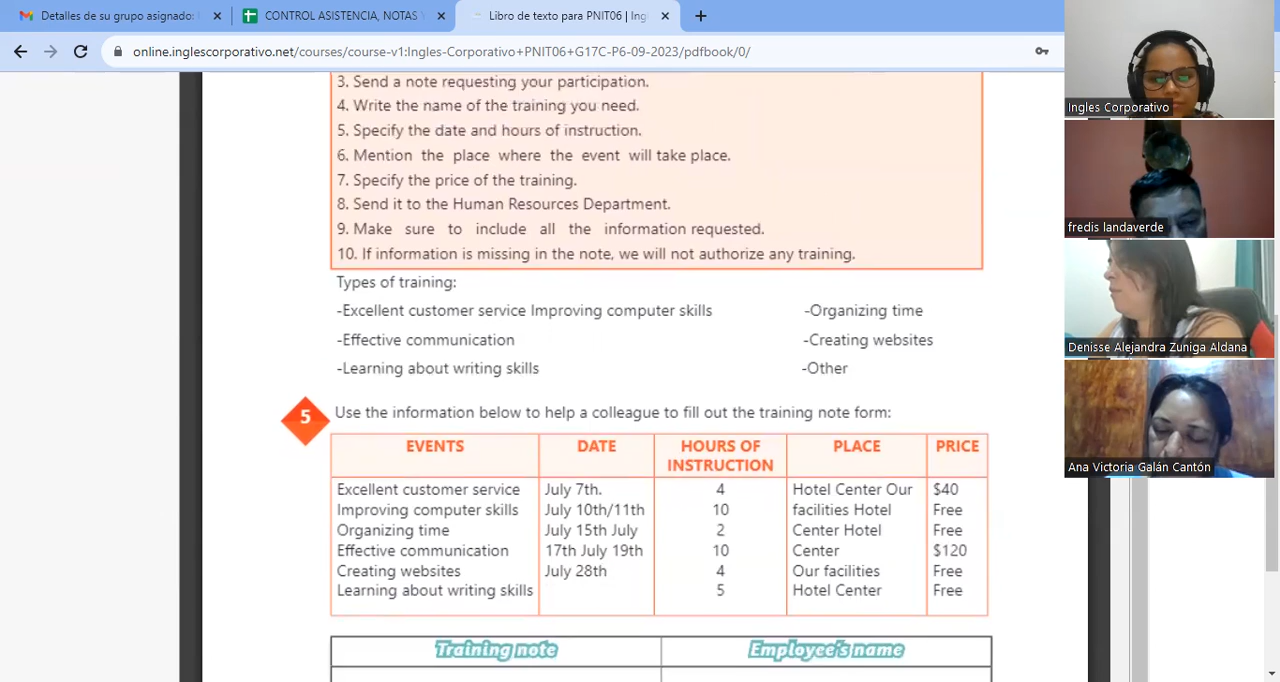 Detalles de su grupo asignado:
CONTROL ASISTENCIA, NOTAS Y
Libro de texto para PNIT06 | Ing
online.inglescorporativo.net/courses/course-v1:Ingles-Corporativo+PNIT06+G17C-P6-09-2023/pdfbook/0/
3. Send a note requesting your participation.
4. Write the name of the training you need.
5. Specify the date and hours of instruction.
6. Mention the place where the event will take place.
7. Specify the price of the training.
8. Send it to the Human Resources Department.
9. Make sure to include all the information requested.
10. If information is missing in the note, we will not authorize any training.
Types of training:
-Excellent customer service Improving computer skills -Organizing time
-Effective communication -Creating websites
-Learning about writing skills -Other
5 Use the information below to help a colleague to fill out the training note form:
EVENTS DATE HOURS OF INSTRUCTION PLACE PRICE
Excellent customer service July 7th. 4 Hotel Center Our $40
Improving computer skills July 10th/11th 10 facilities Hotel Free
Organizing time July 15th July 2 Center Hotel Free
Effective communication 17th July 19th 10 Center $120
Creating websites July 28th 4 Our facilities Free
Learning about writing skills 5 Hotel Center Free
Training note Employee's name
Ingles Corporativo
fredis landaverde
Denisse Alejandra Zuniga Aldana
Ana Victoria Galán Cantón